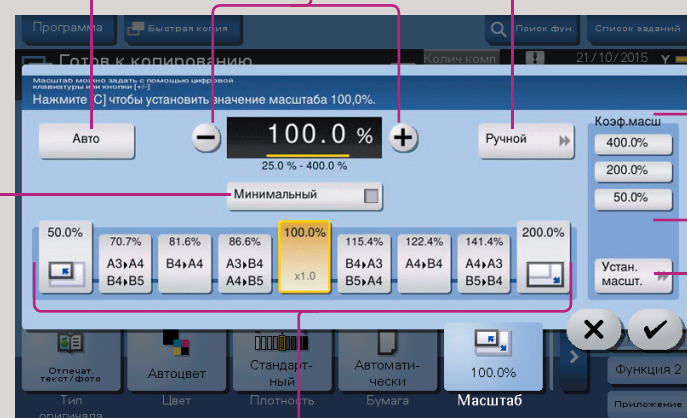 Программа
Быстрая копия
Поиск фун.
Список заданий
Готов к копированию
Колич комп
21/10/2015
Y
Масштаб можно задать с помощью цифровой
клавиатуры или кнопки [+/-]
Нажмите [C] чтобы установить значение масштаба 100,0%.
Коэф.масш
Авто
−
100.0 %
+
Ручной
400.0%
25.0 % - 400.0 %
200.0%
Минимальный
50.0%
50.0%
70.7%
A3▸A4
B4▸B5
81.6%
B4▸A4
86.6%
A3▸B4
A4▸B5
100.0%
x1.0
115.4%
B4▸A3
B5▸A4
122.4%
A4▸B4
141.4%
A4▸A3
B5▸B4
200.0%
Устан.
масшт.
Отпечат.
текст/фото
Автоцвет
Стандарт-
ный
Автомати-
чески
100.0%
Функция 2
Тип
оригинала
Цвет
Плотность
Бумага
Масштаб
Приложение